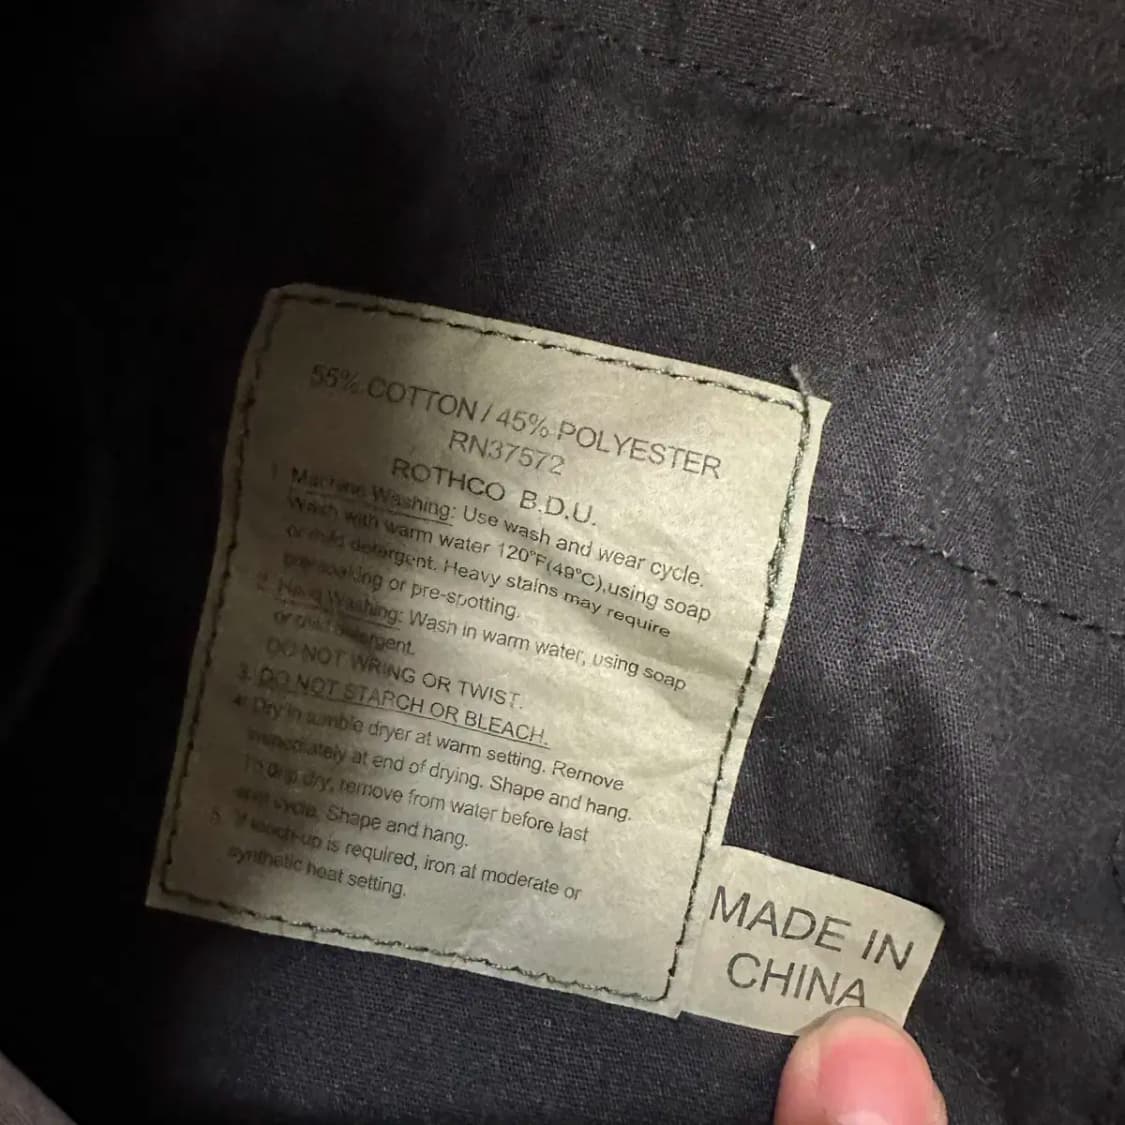 55% COTTON / 45% POLYESTER
RN37572
ROTHCO B.D.U.
1. Machine Washing: Use wash and wear cycle.
Wash with warm water 120°F(49°C),using soap
or mild detergent. Heavy stains may require
pre-soaking or pre-spotting.
2. Hand Washing: Wash in warm water, using soap
or mild detergent.
DO NOT WRING OR TWIST.
3. DO NOT STARCH OR BLEACH.
4. Dry in tumble dryer at warm setting. Remove
immediately at end of drying. Shape and hang.
To drip dry, remove from water before last
spin cycle. Shape and hang.
5. If touch-up is required, iron at moderate or
synthetic heat setting.
MADE IN
CHINA